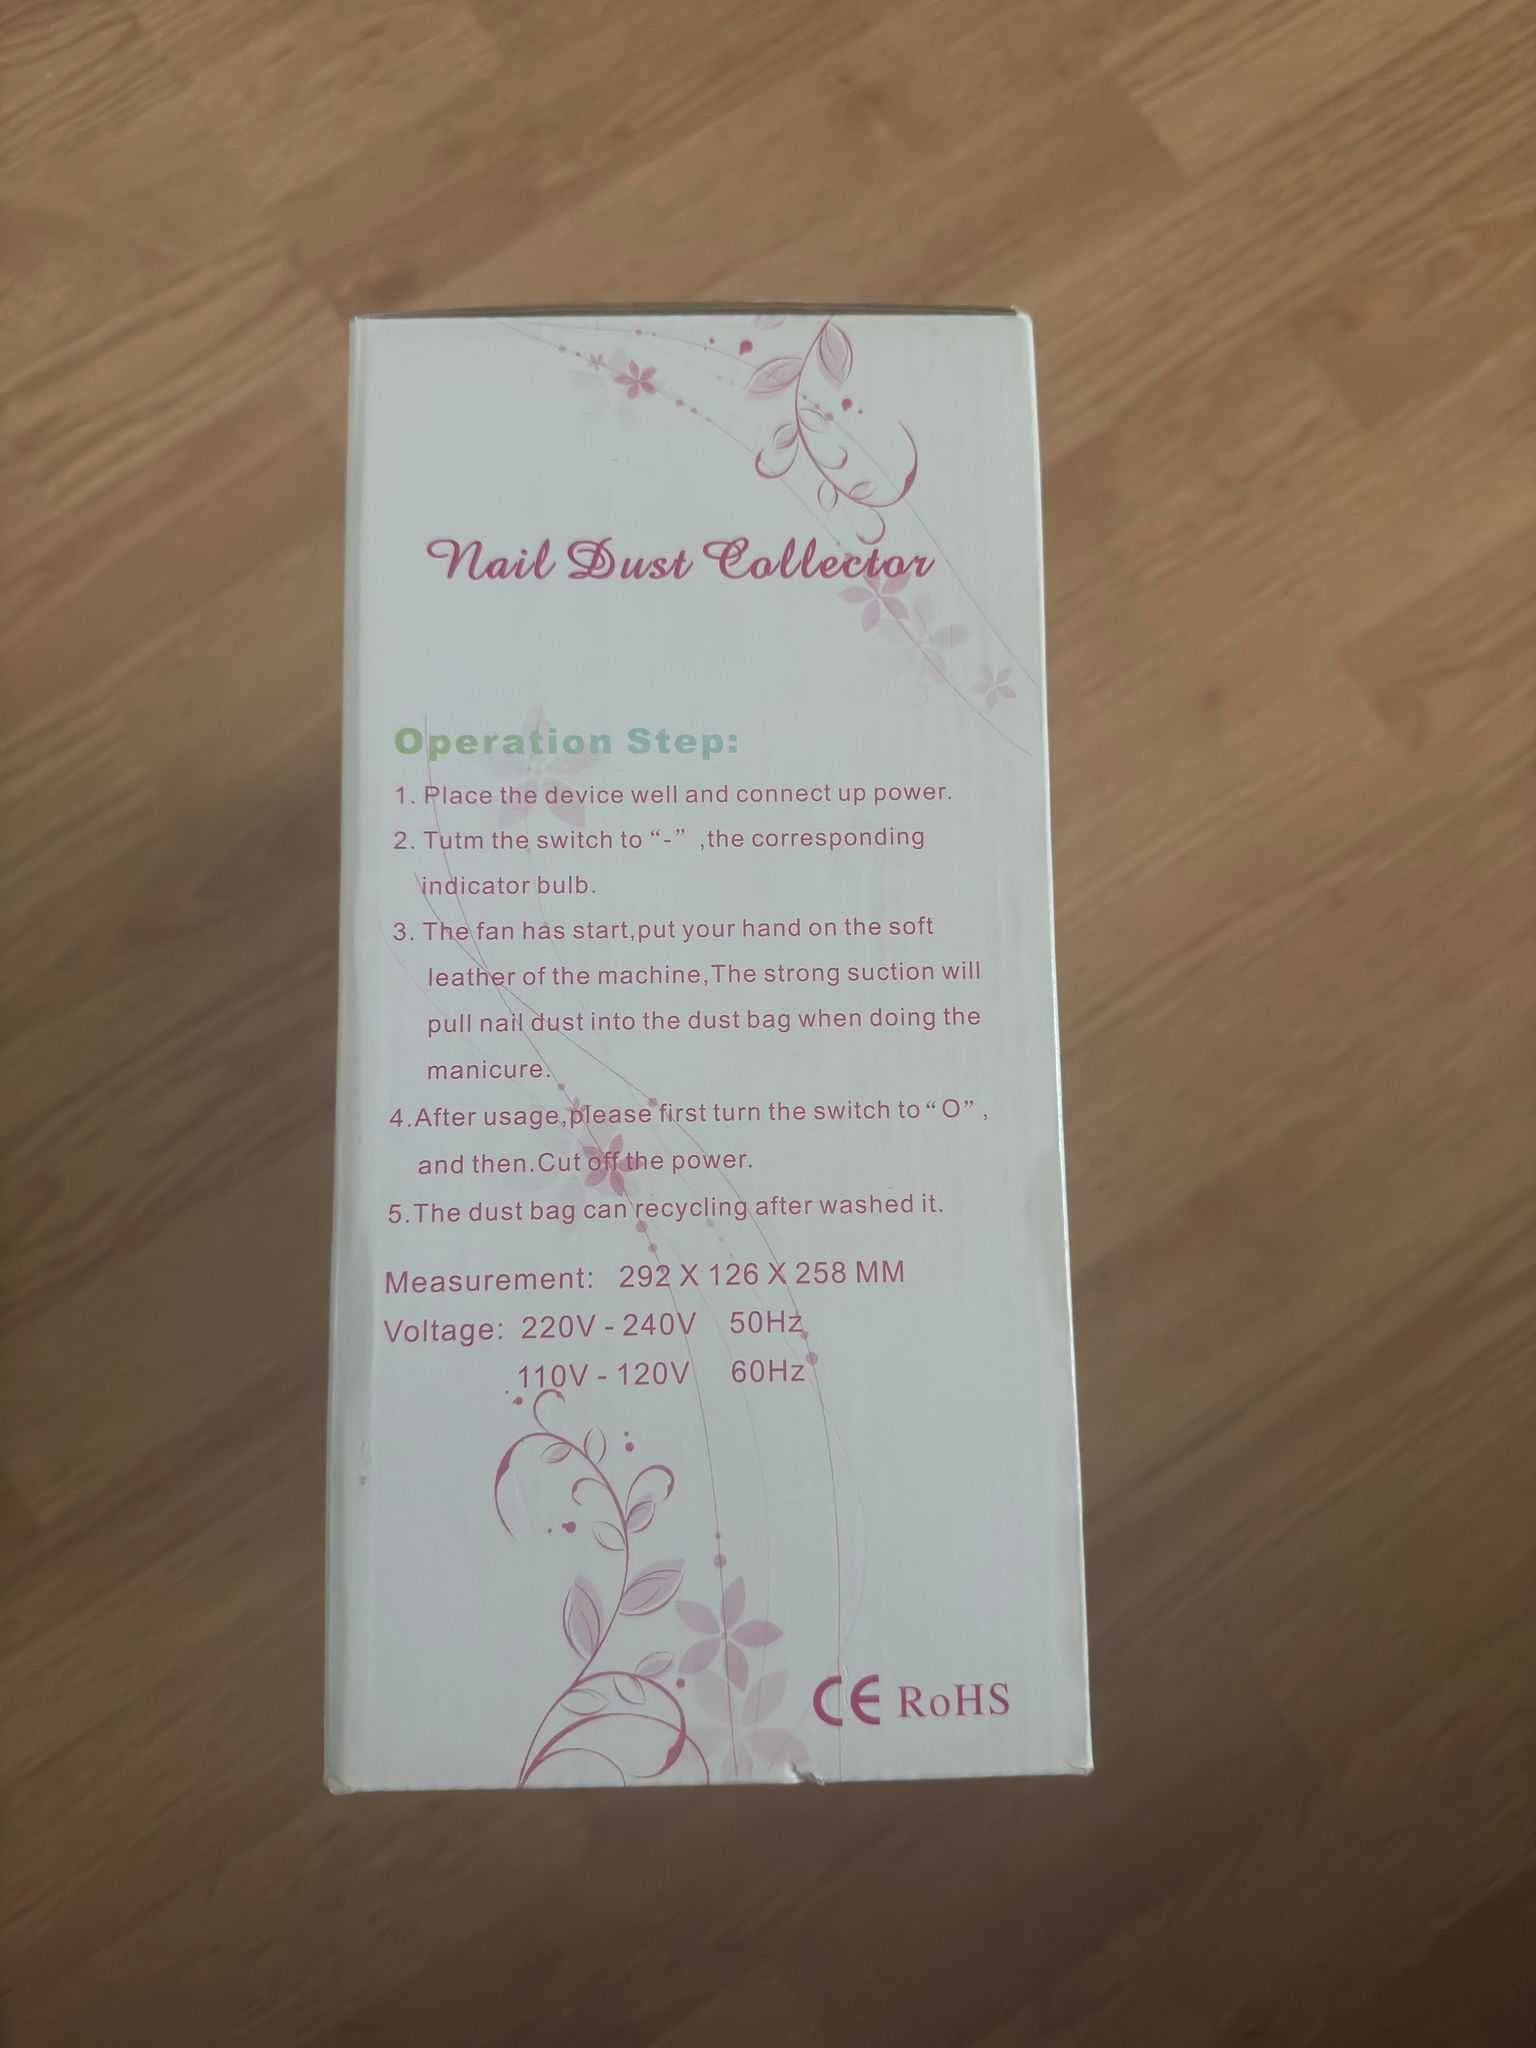 Nail Dust Collector
Operation Step:
1. Place the device well and connect up power.
2. Tutm the switch to “-” ,the corresponding
indicator bulb.
3. The fan has start,put your hand on the soft
leather of the machine,The strong suction will
pull nail dust into the dust bag when doing the
manicure.
4.After usage,please first turn the switch to“O”,
and then.Cut off the power.
5.The dust bag can recycling after washed it.
Measurement: 292 X 126 X 258 MM
Voltage: 220V - 240V 50Hz
110V - 120V 60Hz
CE RoHS